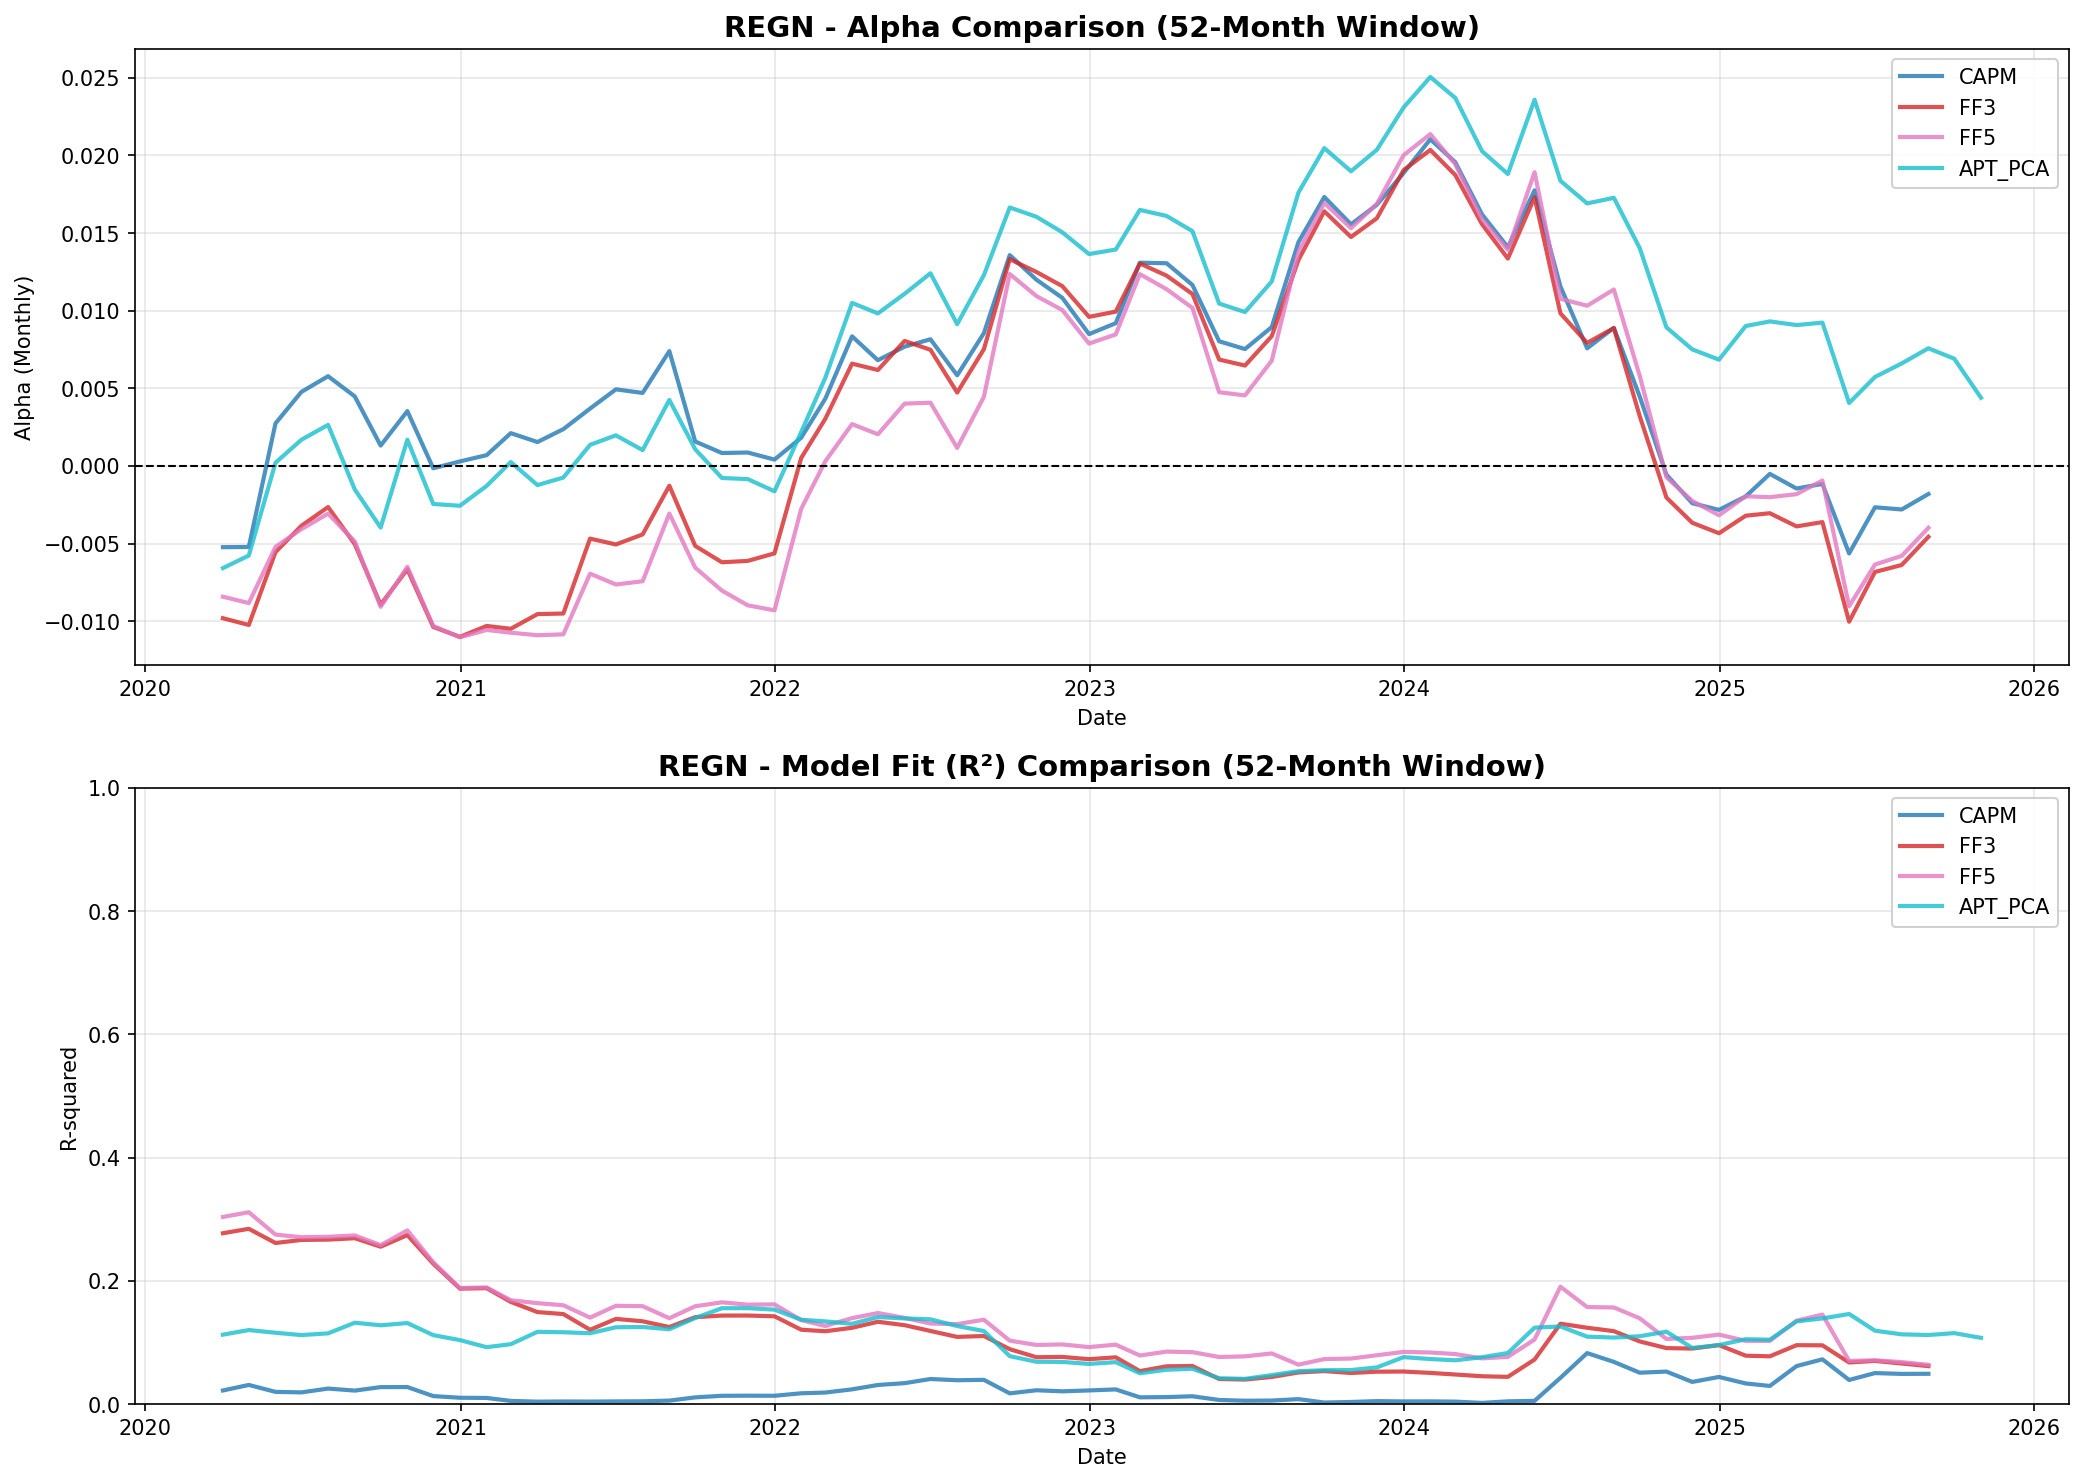 REGN - Alpha Comparison (52-Month Window)
Alpha (Monthly)
0.025
0.020
0.015
0.010
0.005
0.000
−0.005
−0.010
CAPM
FF3
FF5
APT_PCA
2020 2021 2022 2023 2024 2025 2026
Date
REGN - Model Fit (R²) Comparison (52-Month Window)
R-squared
1.0
0.8
0.6
0.4
0.2
0.0
CAPM
FF3
FF5
APT_PCA
2020 2021 2022 2023 2024 2025 2026
Date